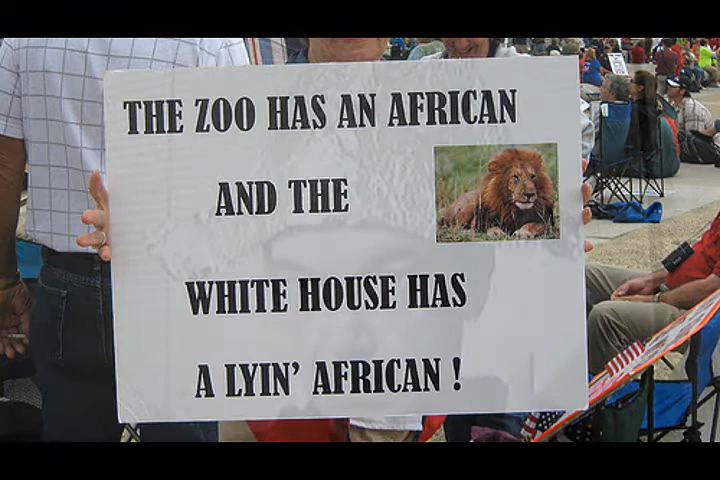 THE ZOO HAS AN AFRICAN
AND THE
WHITE HOUSE HAS
A LYIN' AFRICAN !